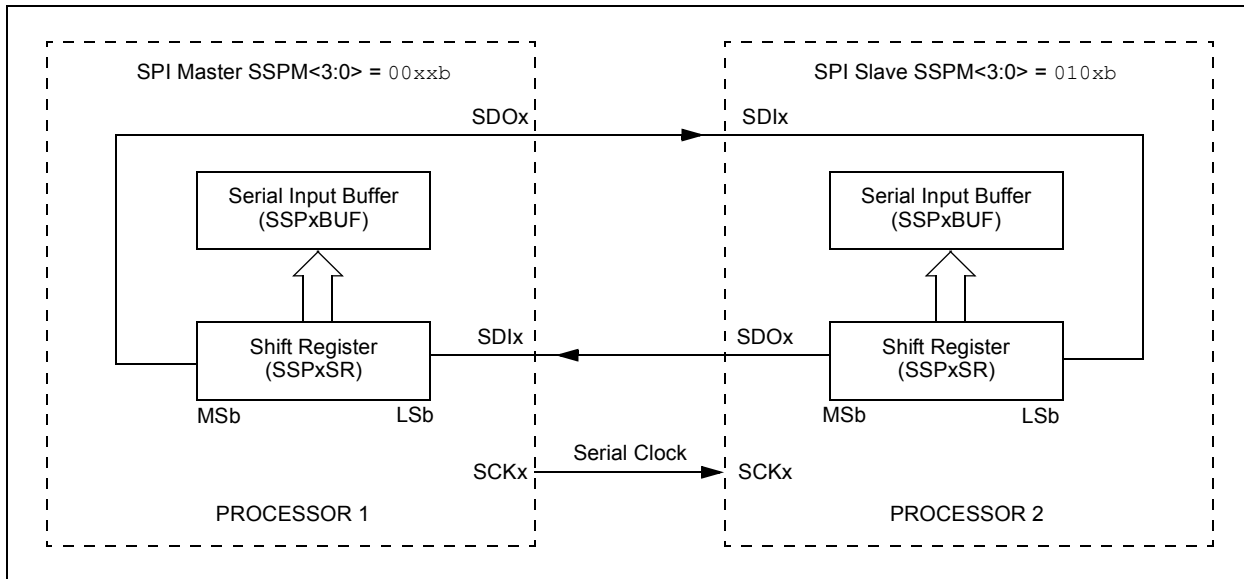 SPI Master SSPM<3:0> = 00xxb
SDOx
Serial Input Buffer
(SSPxBUF)
Shift Register
(SSPxSR)
MSb
LSb
SDIx
SCKx
PROCESSOR 1
Serial Clock
SPI Slave SSPM<3:0> = 010xb
SDIx
Serial Input Buffer
(SSPxBUF)
SDOx
Shift Register
(SSPxSR)
MSb
LSb
SCKx
PROCESSOR 2